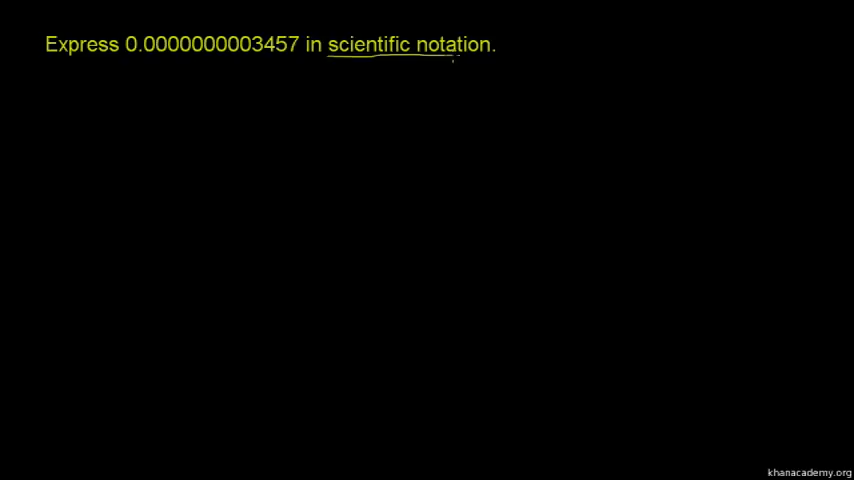 Express 0.0000000003457 in scientific notation.
khanacademy.org